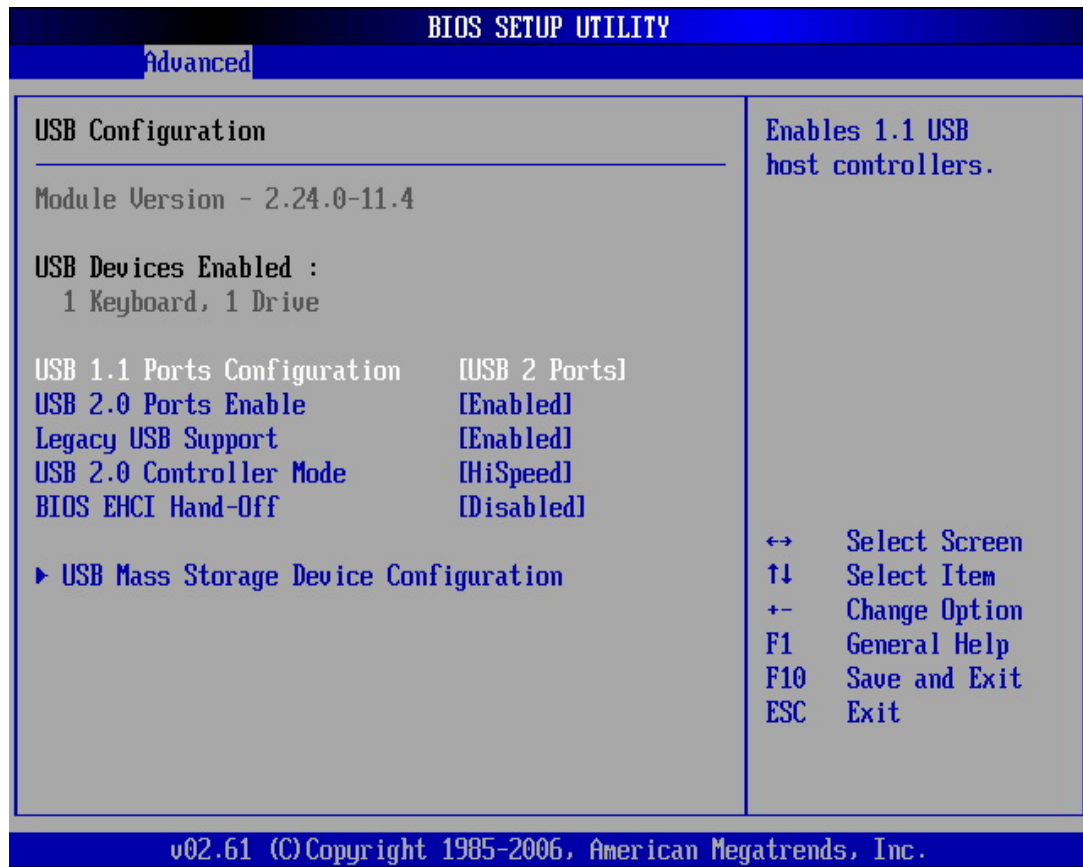 BIOS SETUP UTILITY
Advanced
USB Configuration
Module Version - 2.24.0-11.4
USB Devices Enabled :
1 Keyboard, 1 Drive
USB 1.1 Ports Configuration [USB 2 Ports]
USB 2.0 Ports Enable [Enabled]
Legacy USB Support [Enabled]
USB 2.0 Controller Mode [HiSpeed]
BIOS EHCI Hand-Off [Disabled]
▶ USB Mass Storage Device Configuration
Enables 1.1 USB
host controllers.
↔ Select Screen
↑↓ Select Item
+- Change Option
F1 General Help
F10 Save and Exit
ESC Exit
v02.61 (C)Copyright 1985-2006, American Megatrends, Inc.